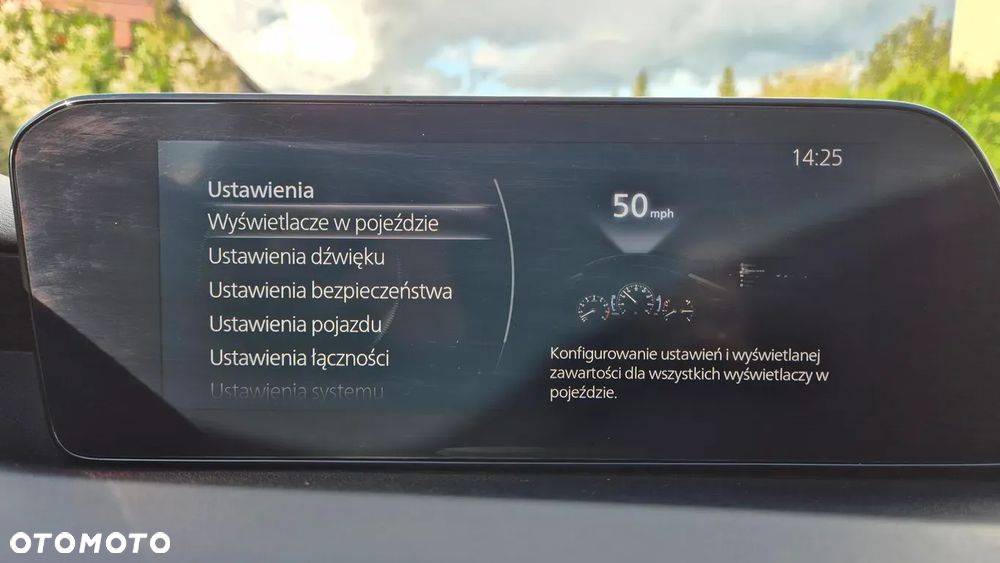 14:25
Ustawienia
Wyświetlacze w pojeździe
Ustawienia dźwięku
Ustawienia bezpieczeństwa
Ustawienia pojazdu
Ustawienia łączności
Ustawienia systemu
50 mph
Konfigurowanie ustawień i wyświetlanej
zawartości dla wszystkich wyświetlaczy w
pojeździe.
OTOMOTO